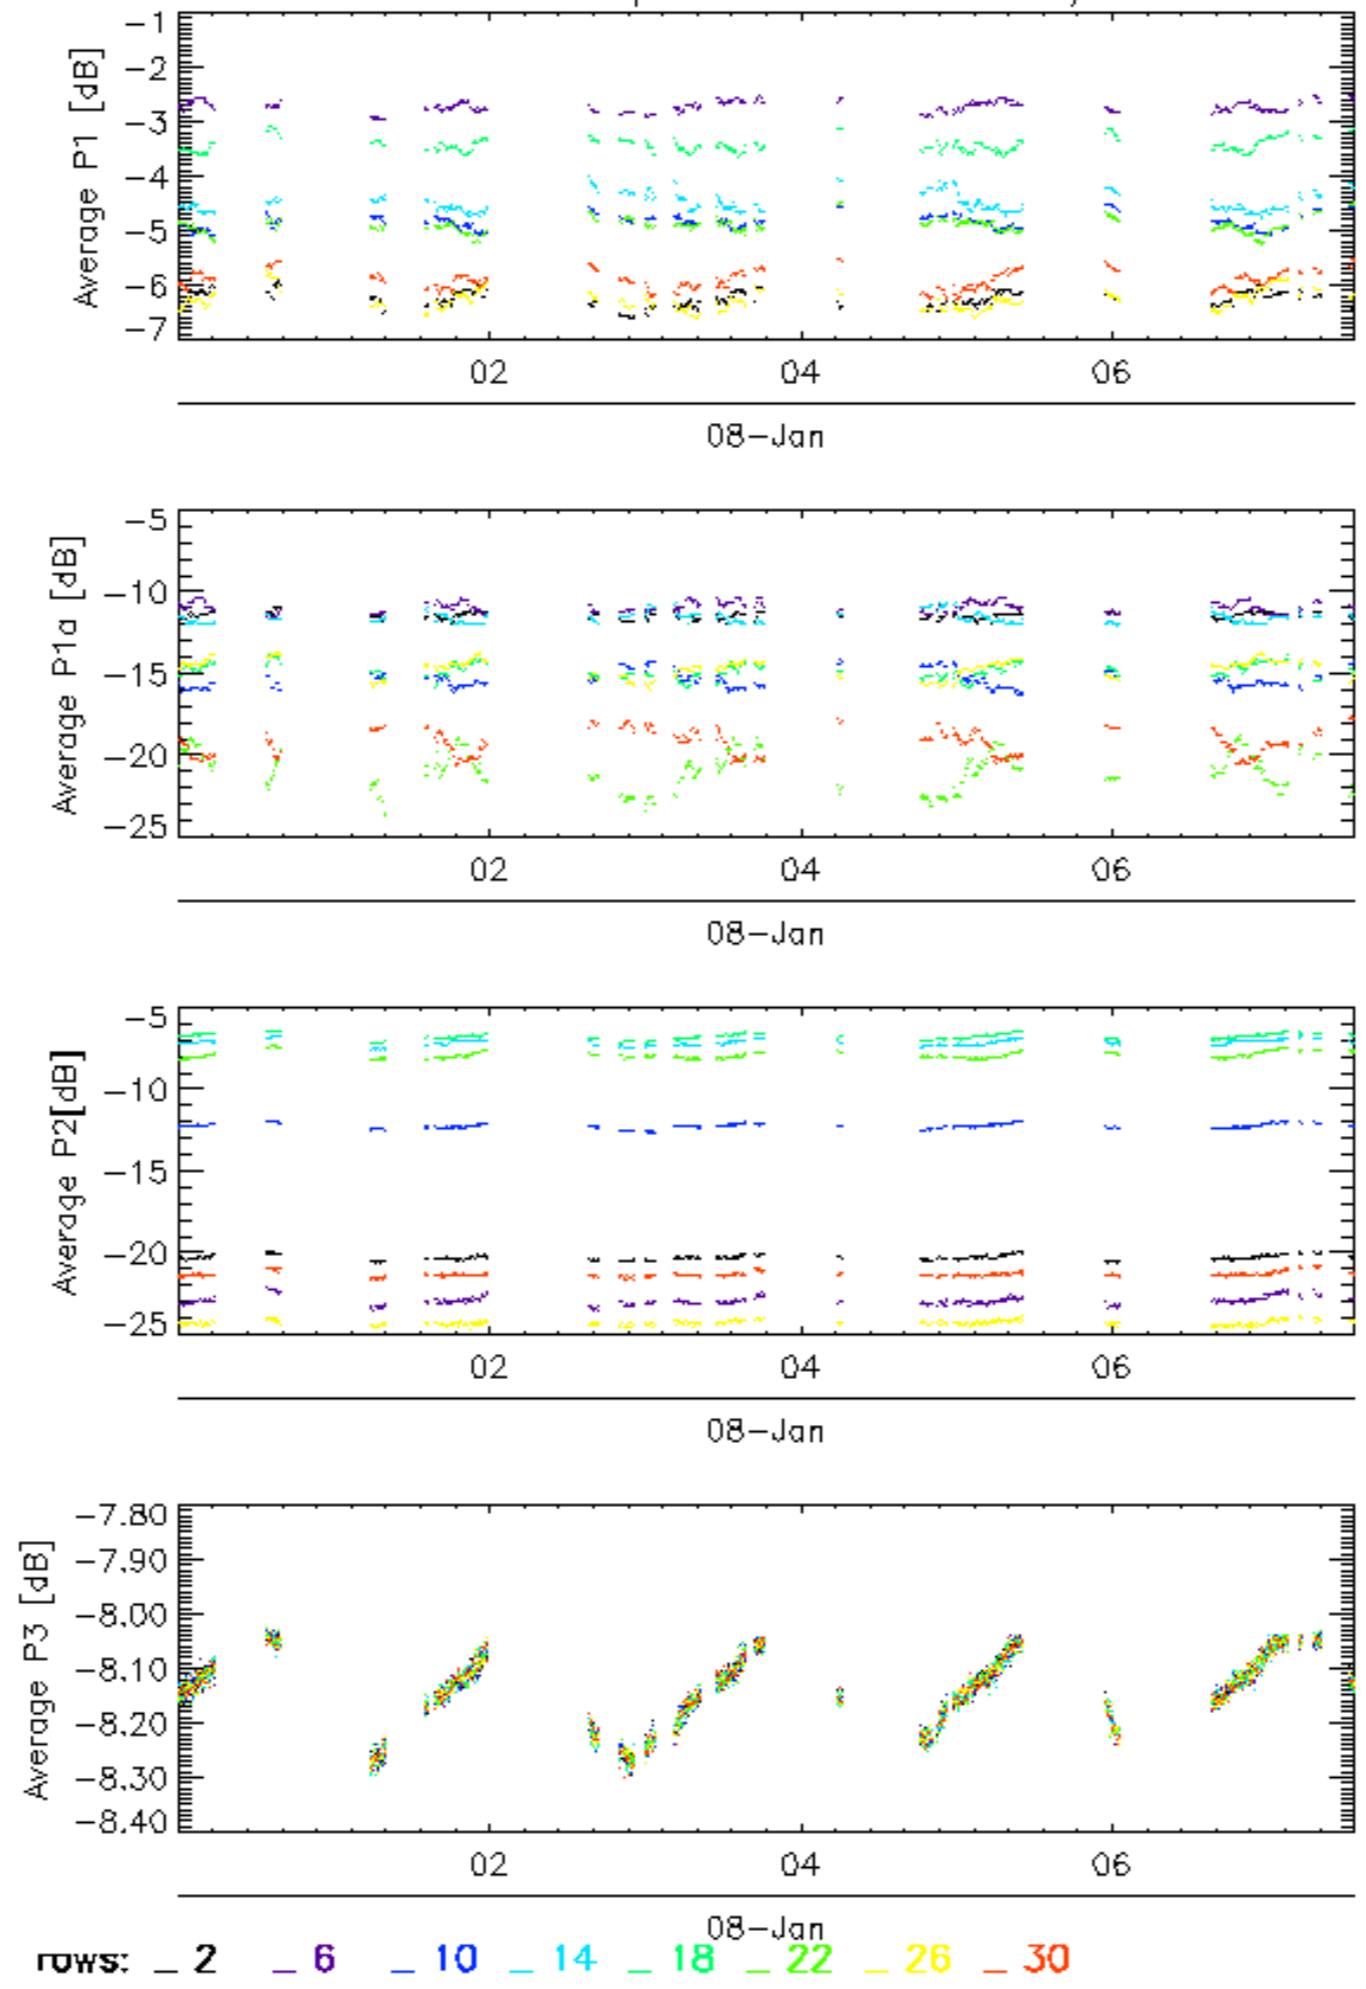 −1
−2
−3
−4
−5
−6
−7
Average P1 [dB]
02 04 06
08−Jan
−5
−10
−15
−20
−25
Average P1a [dB]
02 04 06
08−Jan
−5
−10
−15
−20
−25
Average P2[dB]
02 04 06
08−Jan
−7.80
−7.90
−8.00
−8.10
−8.20
−8.30
−8.40
Average P3 [dB]
02 04 06
08−Jan
rows: _ 2 _ 6 _ 10 _ 14 _ 18 _ 22 _ 26 _ 30